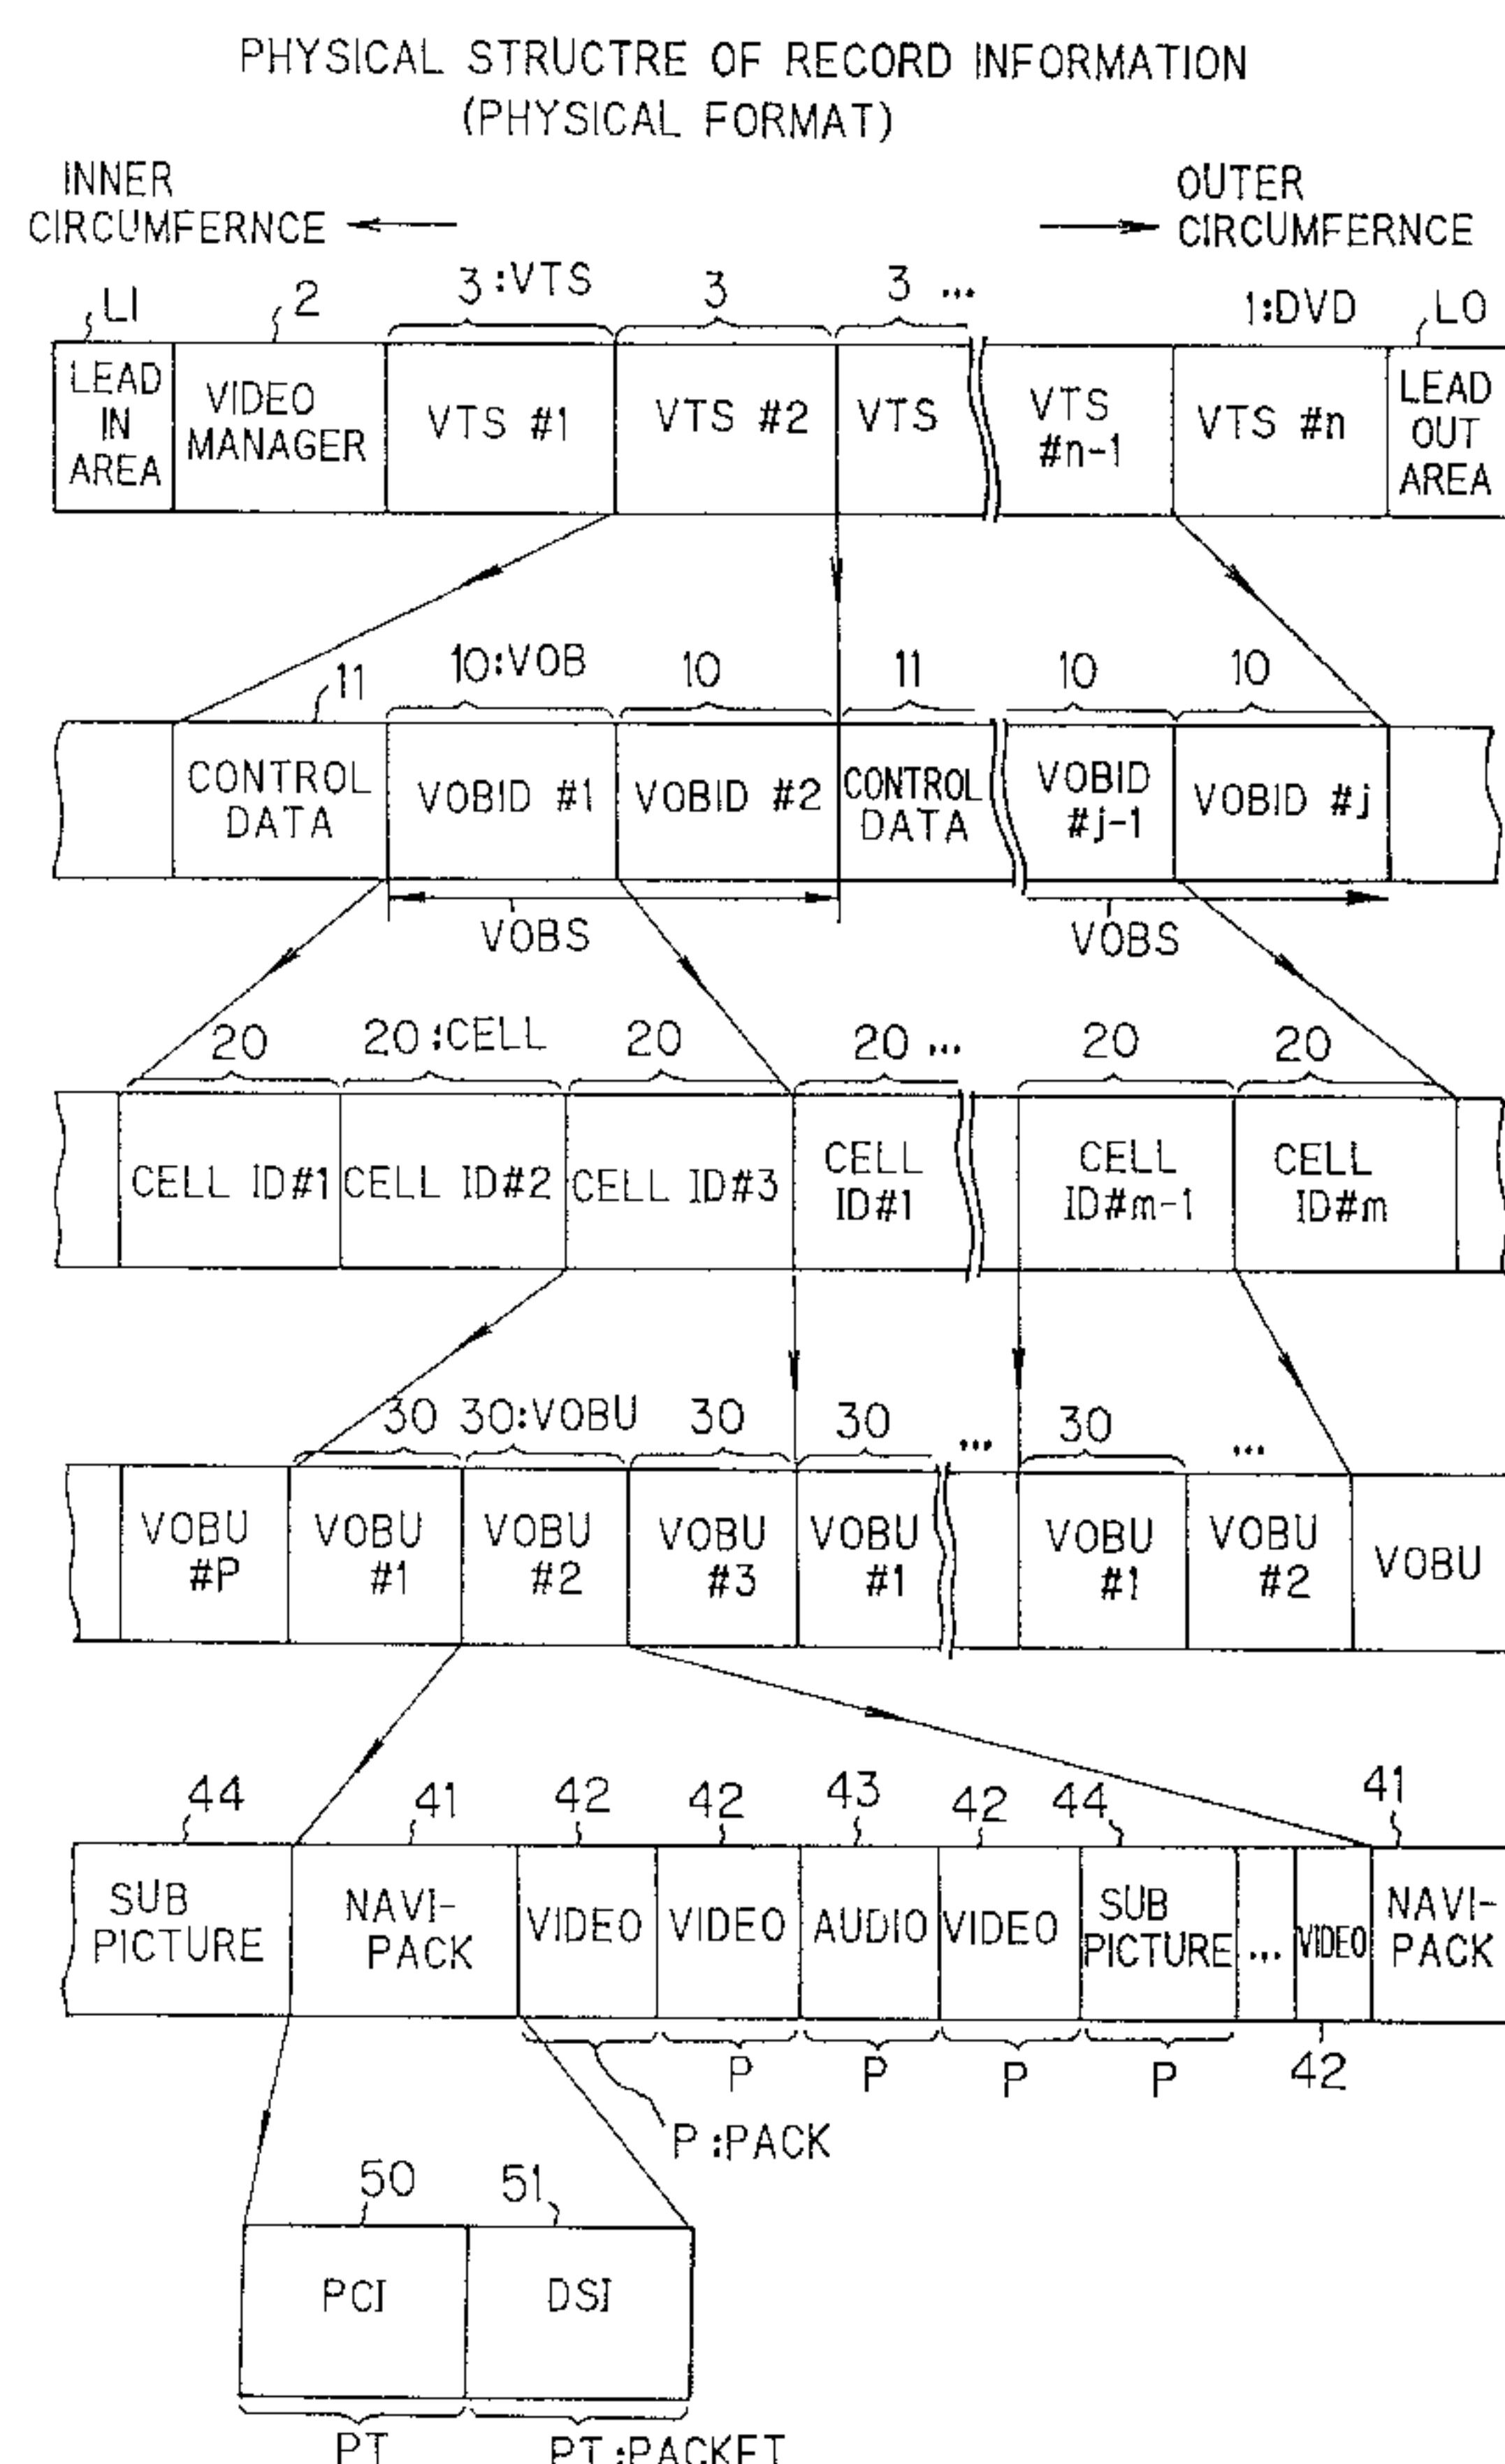 PHYSICAL STRUCTRE OF RECORD INFORMATION
(PHYSICAL FORMAT)
INNER
CIRCUMFERNCE
OUTER
CIRCUMFERNCE
LI 2 3:VTS 3 3 ... 1:DVD LO
LEAD
IN
AREA
VIDEO
MANAGER
VTS #1
VTS #2
VTS
VTS
#n-1
VTS #n
LEAD
OUT
AREA
11 10:VOB 10 11 10 10
CONTROL
DATA
VOBID #1
VOBID #2
CONTROL
DATA
VOBID
#j-1
VOBID #j
VOBS VOBS
20 20:CELL 20 20 ... 20 20
CELL ID#1
CELL ID#2
CELL ID#3
CELL
ID#1
CELL
ID#m-1
CELL
ID#m
30 30:VOBU 30 30 ... 30 ...
VOBU
#P
VOBU
#1
VOBU
#2
VOBU
#3
VOBU
#1
VOBU
#1
VOBU
#2
VOBU
44 41 42 42 43 42 44 41
SUB
PICTURE
NAVI-
PACK
VIDEO
VIDEO
AUDIO
VIDEO
SUB
PICTURE
...
VIDEO
NAVI-
PACK
P P P P 42
P:PACK
50 51
PCI DSI
PT PT:PACKET